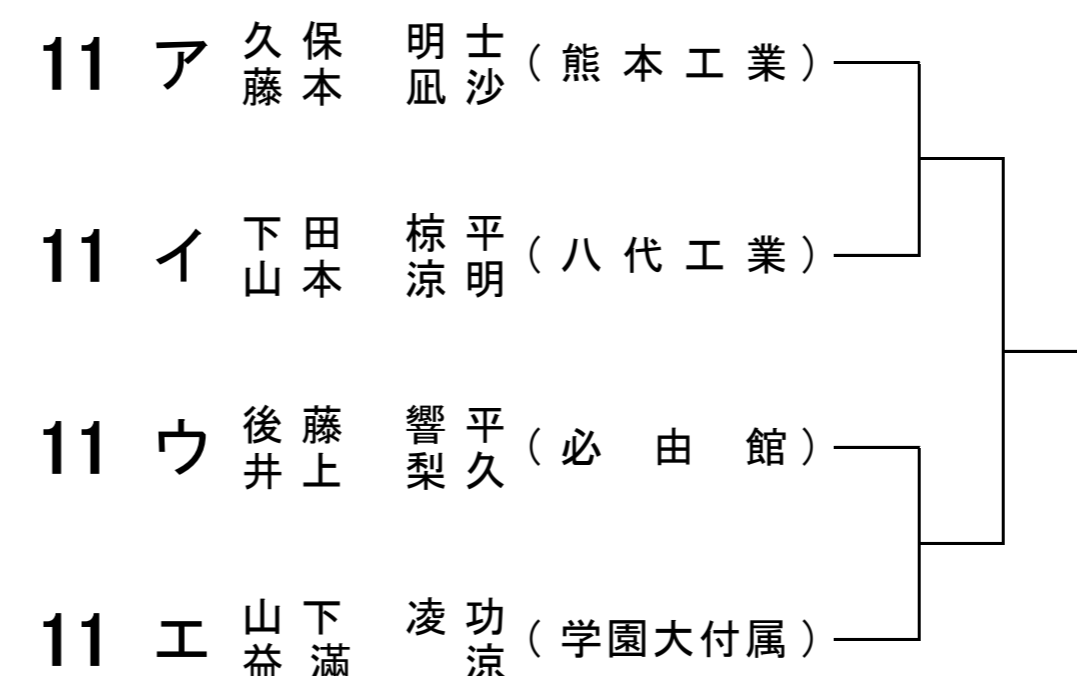 11 ア 久保 明士 (熊本工業)
藤本 凪沙
11 イ 下田 椋平 (八代工業)
山本 涼明
11 ウ 後藤 響平 (必由館)
井上 梨久
11 エ 山下 凌功 (学園大付属)
益滿 涼